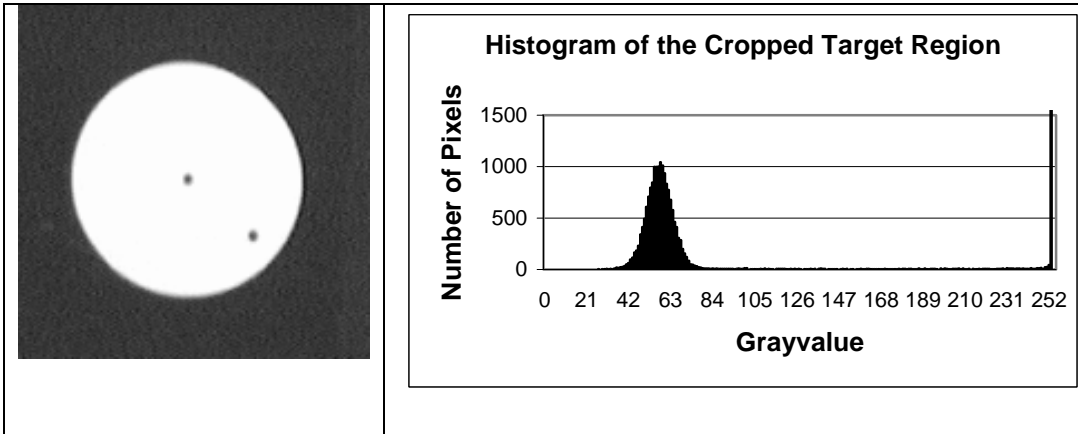 Histogram of the Cropped Target Region
Number of Pixels
1500
1000
500
0
0 21 42 63 84 105 126 147 168 189 210 231 252
Grayvalue